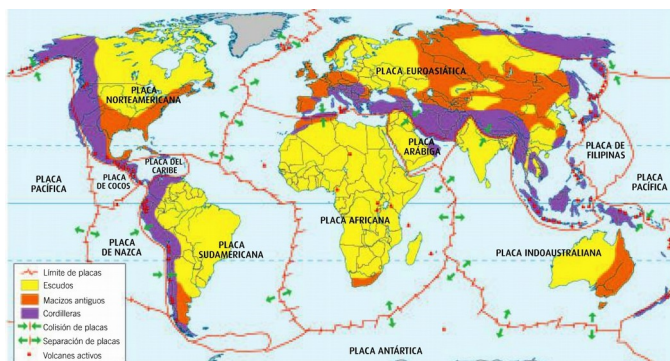 PLACA
NORTEAMERICANA
PLACA EUROASIÁTICA
PLACA
ARÁBIGA
PLACA DE
FILIPINAS
PLACA
PACÍFICA
PLACA
DE COCOS
PLACA DEL
CARIBE
PLACA AFRICANA
PLACA
PACÍFICA
PLACA
DE NAZCA
PLACA
SUDAMERICANA
PLACA INDOAUSTRALIANA
PLACA ANTÁRTICA
Límite de placas
Escudos
Macizos antiguos
Cordilleras
Colisión de placas
Separación de placas
Volcanes activos